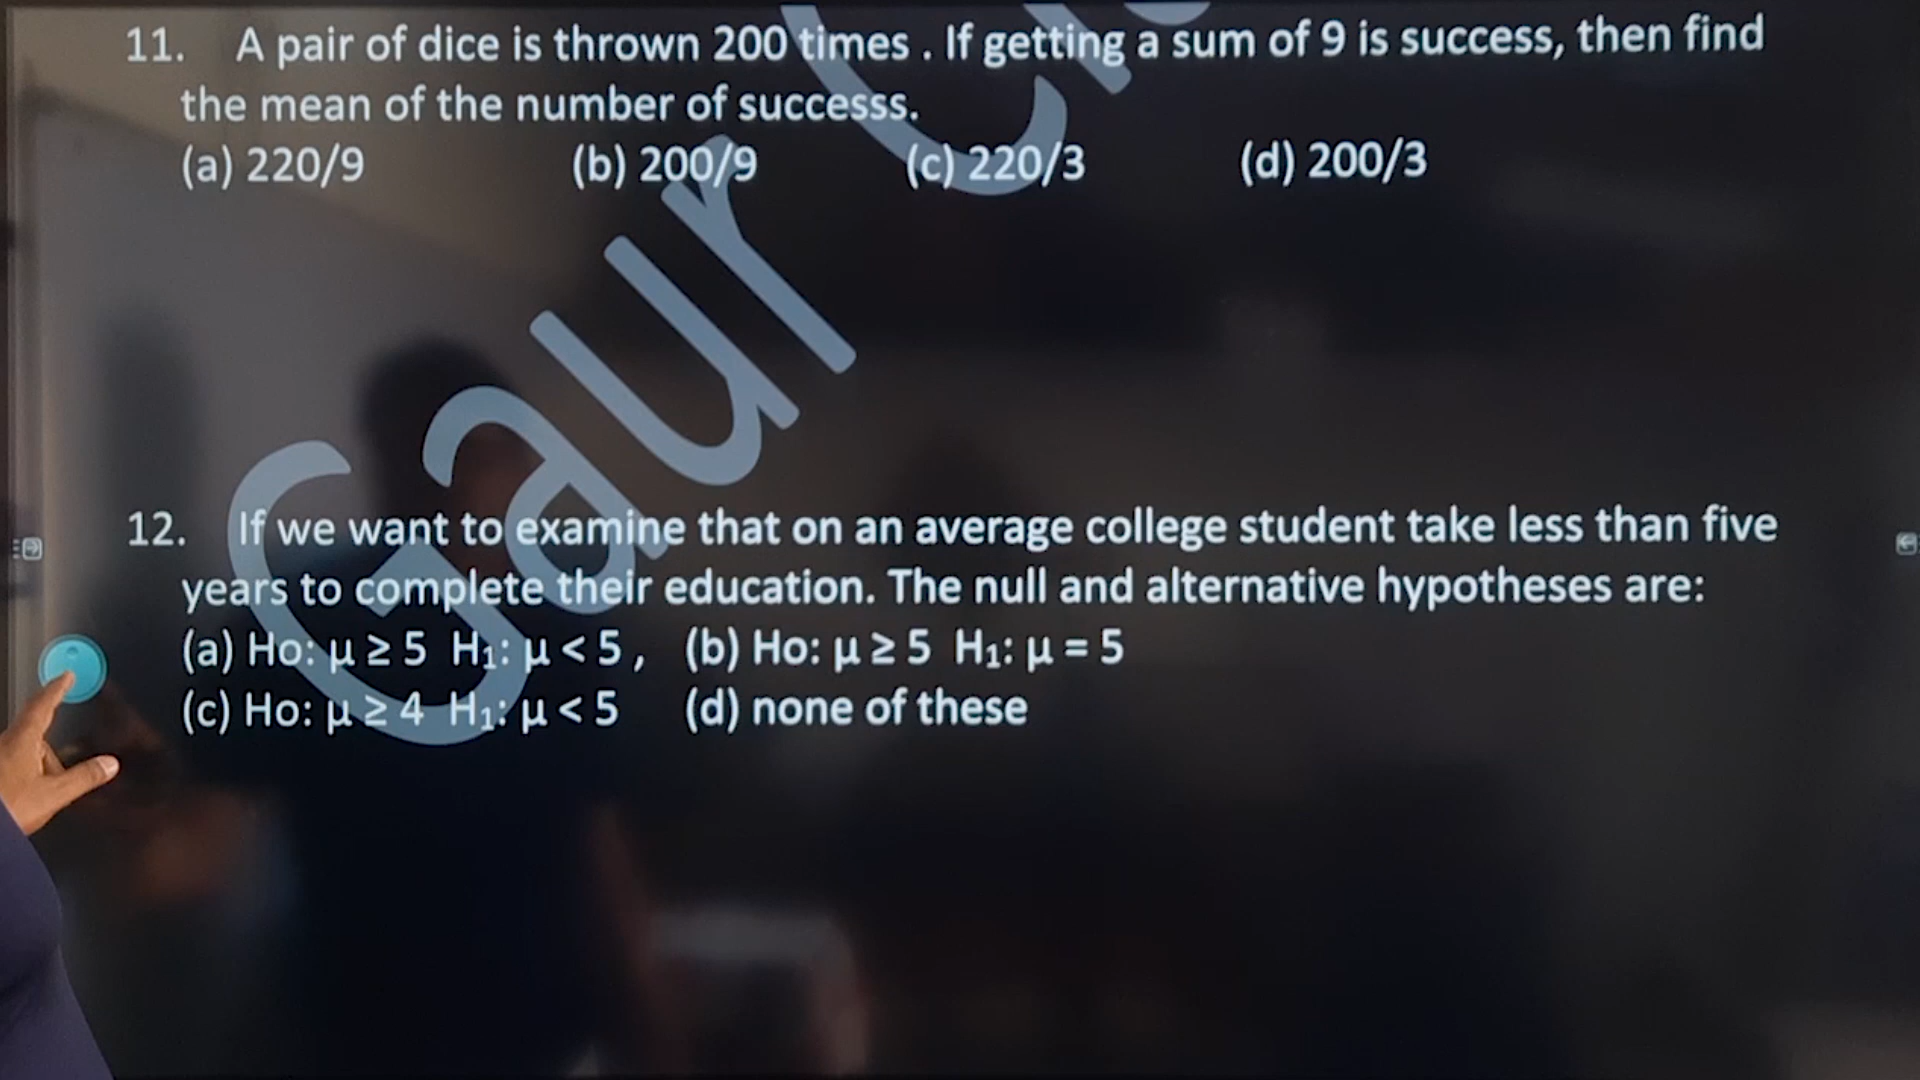 11. A pair of dice is thrown 200 times . If getting a sum of 9 is success, then find
the mean of the number of successs.
(a) 220/9 (b) 200/9 (c) 220/3 (d) 200/3
12. If we want to examine that on an average college student take less than five
years to complete their education. The null and alternative hypotheses are:
(a) Ho: μ ≥ 5 H₁: μ < 5 , (b) Ho: μ ≥ 5 H₁: μ = 5
(c) Ho: μ ≥ 4 H₁: μ < 5 (d) none of these
Gaur